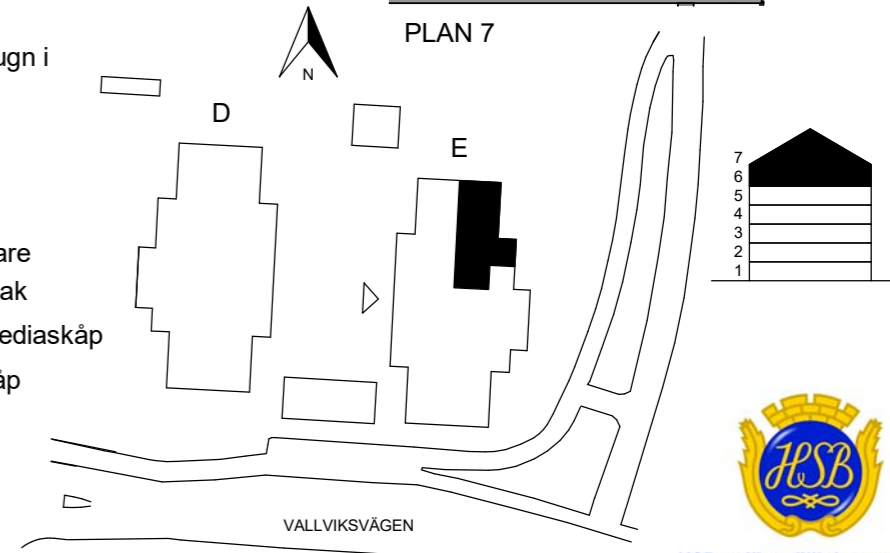 PLAN 7
ugn i
N
D
E
7
6
5
4
3
2
1
are
ak
ediaskåp
åp
HSB
VALLVIKSVÄGEN